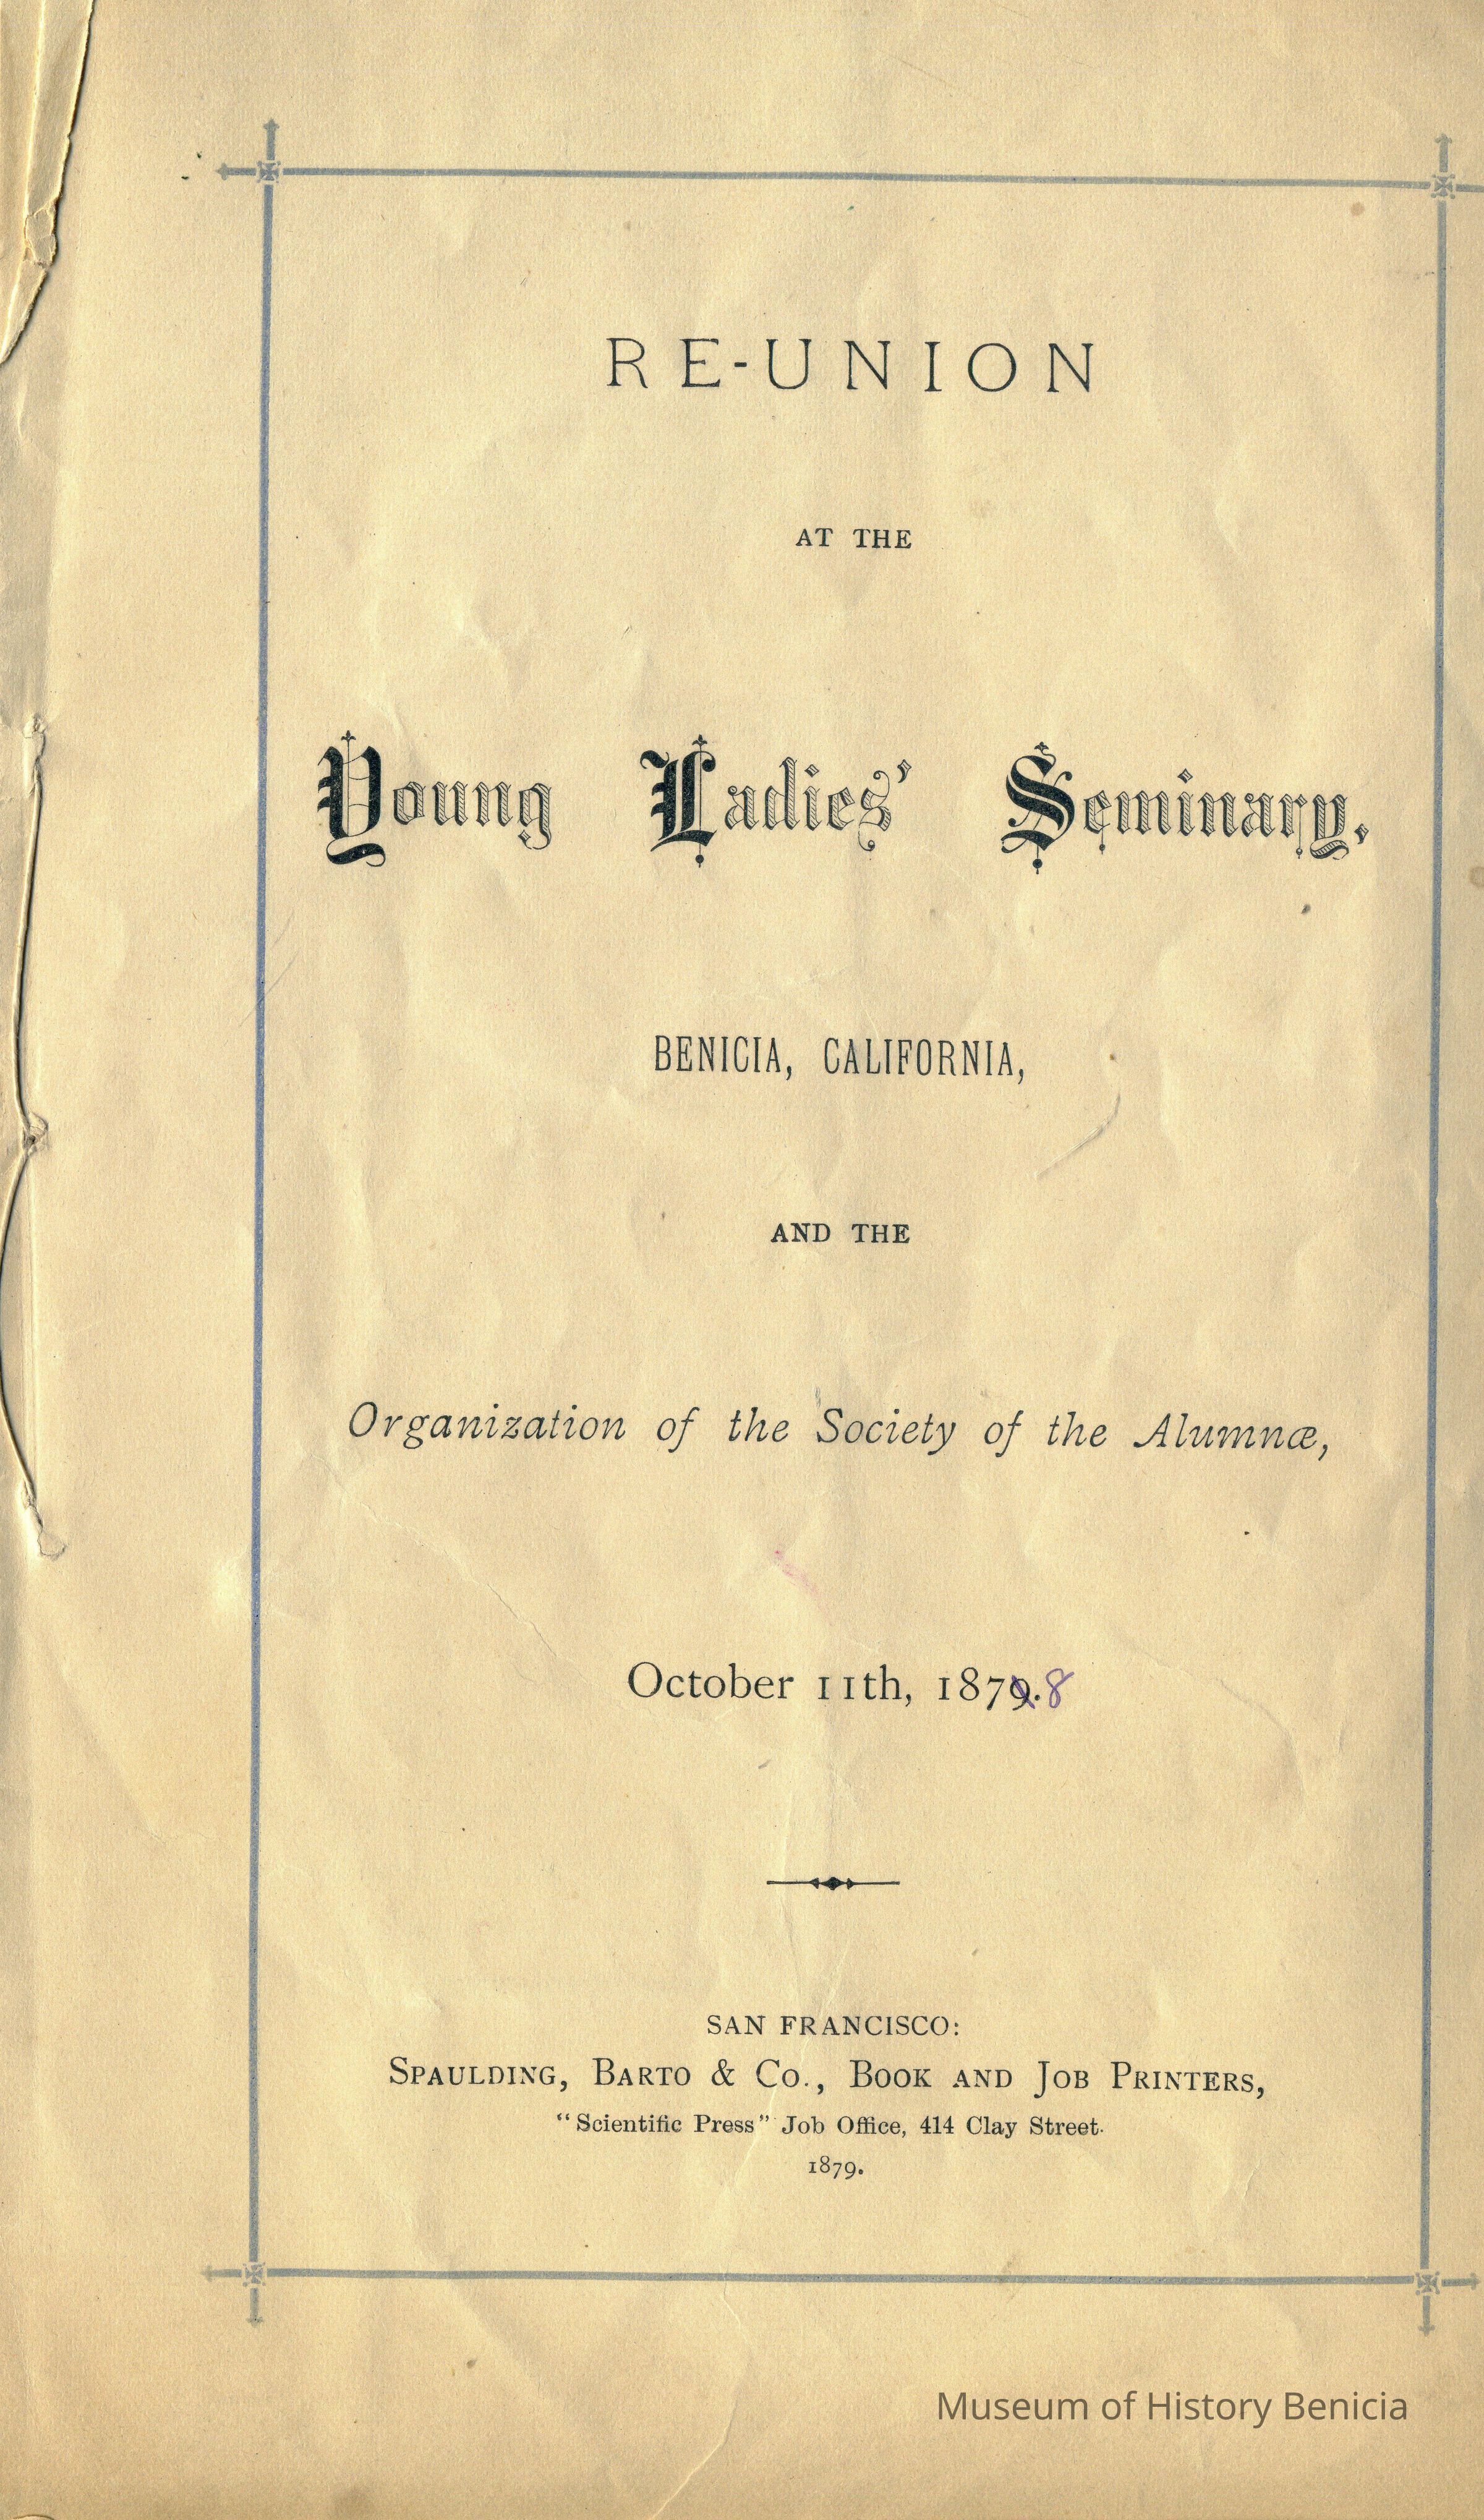 RE-UNION
AT THE
Young Ladies' Seminary,
BENICIA, CALIFORNIA,
AND THE
Organization of the Society of the Alumnæ,
October 11th, 1879.8
SAN FRANCISCO:
SPAULDING, BARTO & CO., BOOK AND JOB PRINTERS,
"Scientific Press" Job Office, 414 Clay Street.
1879.
Museum of History Benicia